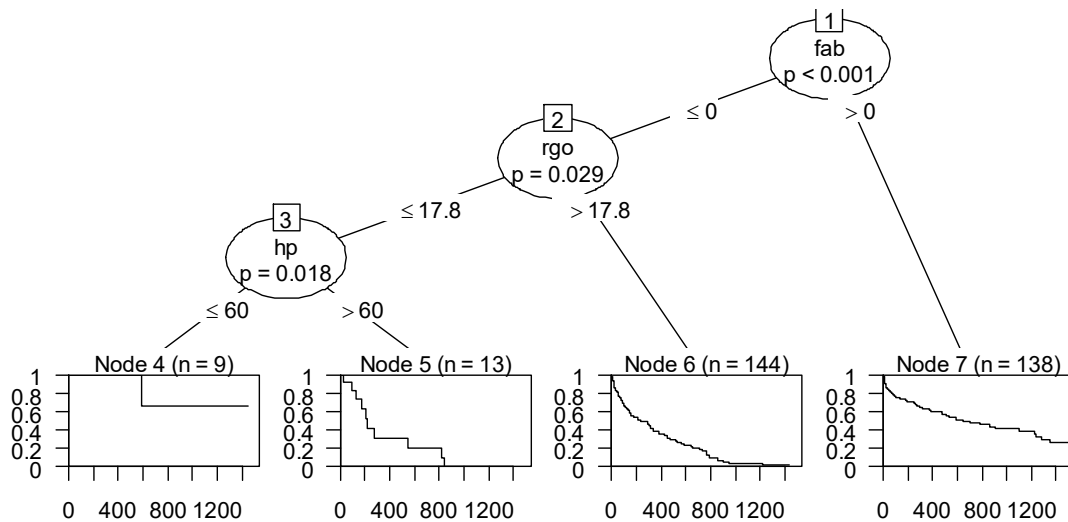 1
fab
p < 0.001
≤ 0
> 0
2
rgo
p = 0.029
≤ 17.8
> 17.8
3
hp
p = 0.018
≤ 60
> 60
Node 4 (n = 9)
1
0.8
0.6
0.4
0.2
0
0 400 800 1200
Node 5 (n = 13)
1
0.8
0.6
0.4
0.2
0
0 400 800 1200
Node 6 (n = 144)
1
0.8
0.6
0.4
0.2
0
0 400 800 1200
Node 7 (n = 138)
1
0.8
0.6
0.4
0.2
0
0 400 800 1200